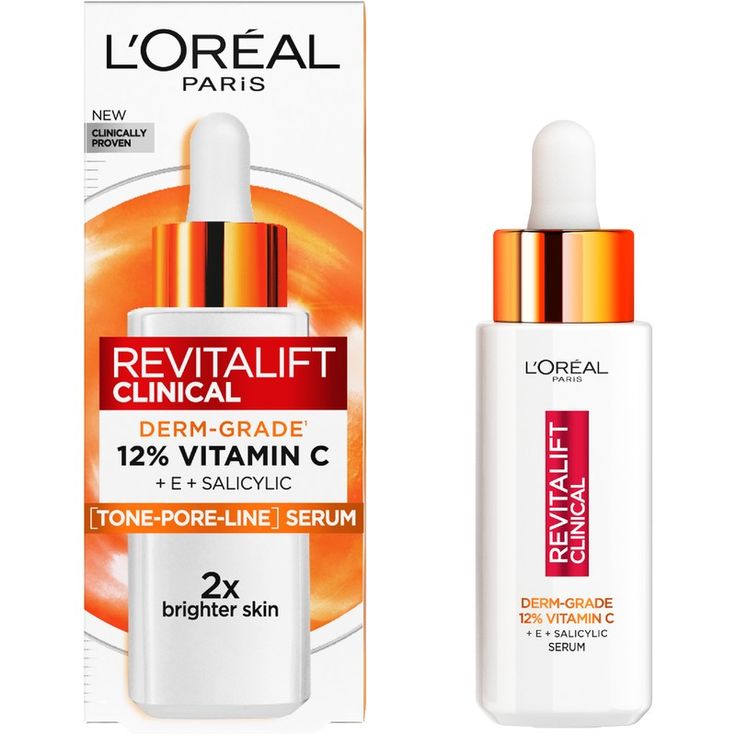 L'ORÉAL
PARiS
NEW
CLINICALLY
PROVEN
REVITALIFT
CLINICAL
DERM-GRADE¹
12% VITAMIN C
+ E + SALICYLIC
[TONE-PORE-LINE] SERUM
2x
brighter skin
L'ORÉAL
PARIS
REVITALIFT
CLINICAL
DERM-GRADE
12% VITAMIN C
+ E + SALICYLIC
SERUM